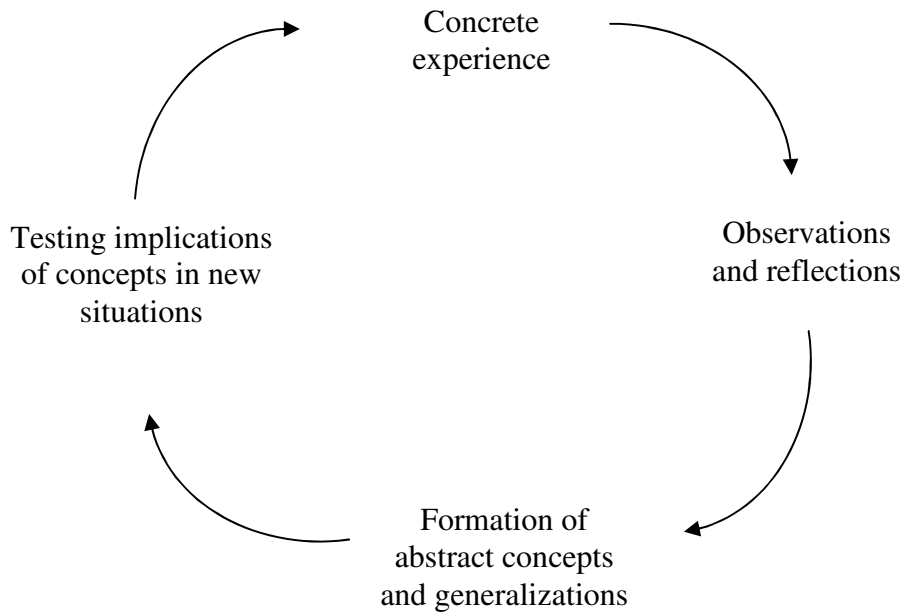 Concrete
experience
Observations
and reflections
Formation of
abstract concepts
and generalizations
Testing implications
of concepts in new
situations